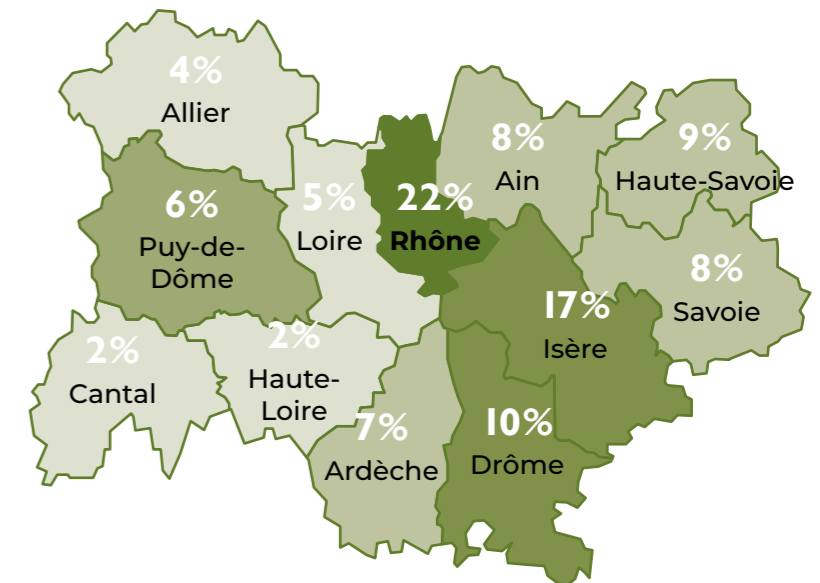 4%
Allier
8%
Ain
9%
Haute-Savoie
6%
Puy-de-
Dôme
5%
Loire
22%
Rhône
8%
Savoie
17%
Isère
2%
Cantal
2%
Haute-
Loire
7%
Ardèche
10%
Drôme